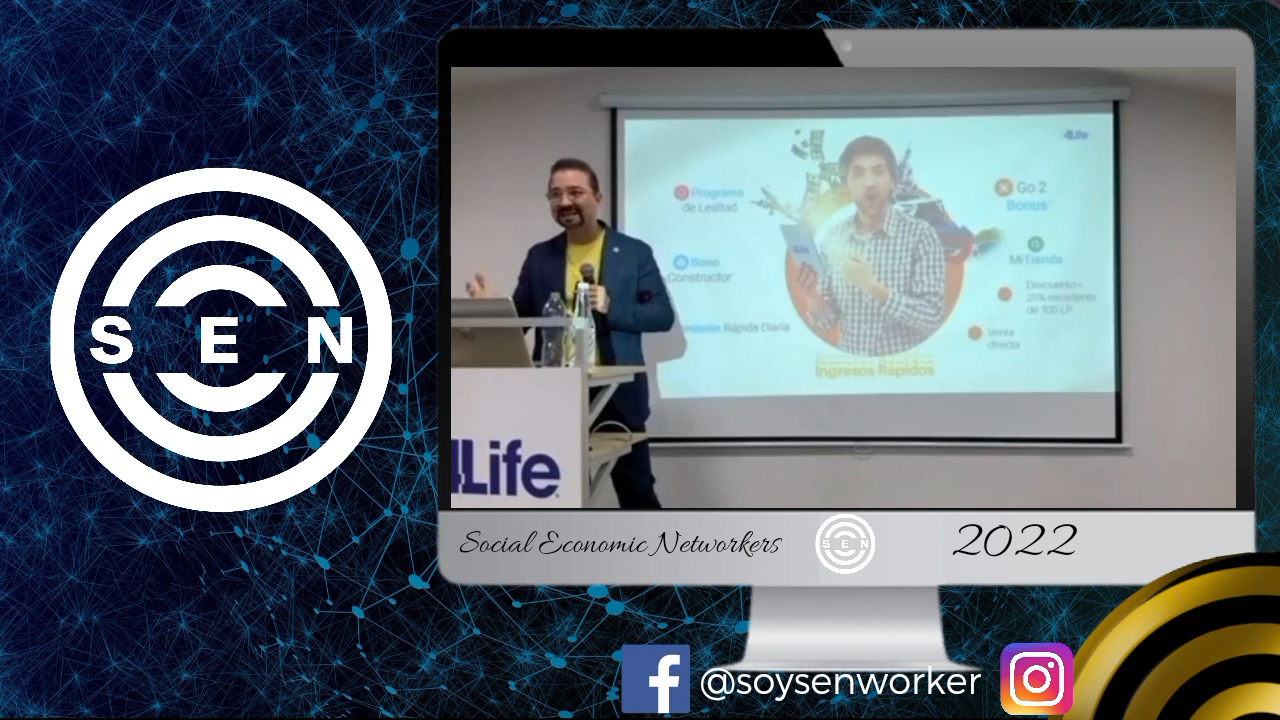 S E N
4Life
Programa
de Lealtad
Go 2
Bonus
Bono
Constructor
MiTienda
Descuento =
25% excedente
de 100 LP
Rápida Diaria
Venta
directa
Ingresos Rápidos
4Life
Social Economic Networkers
S E N
2022
@soysenworker